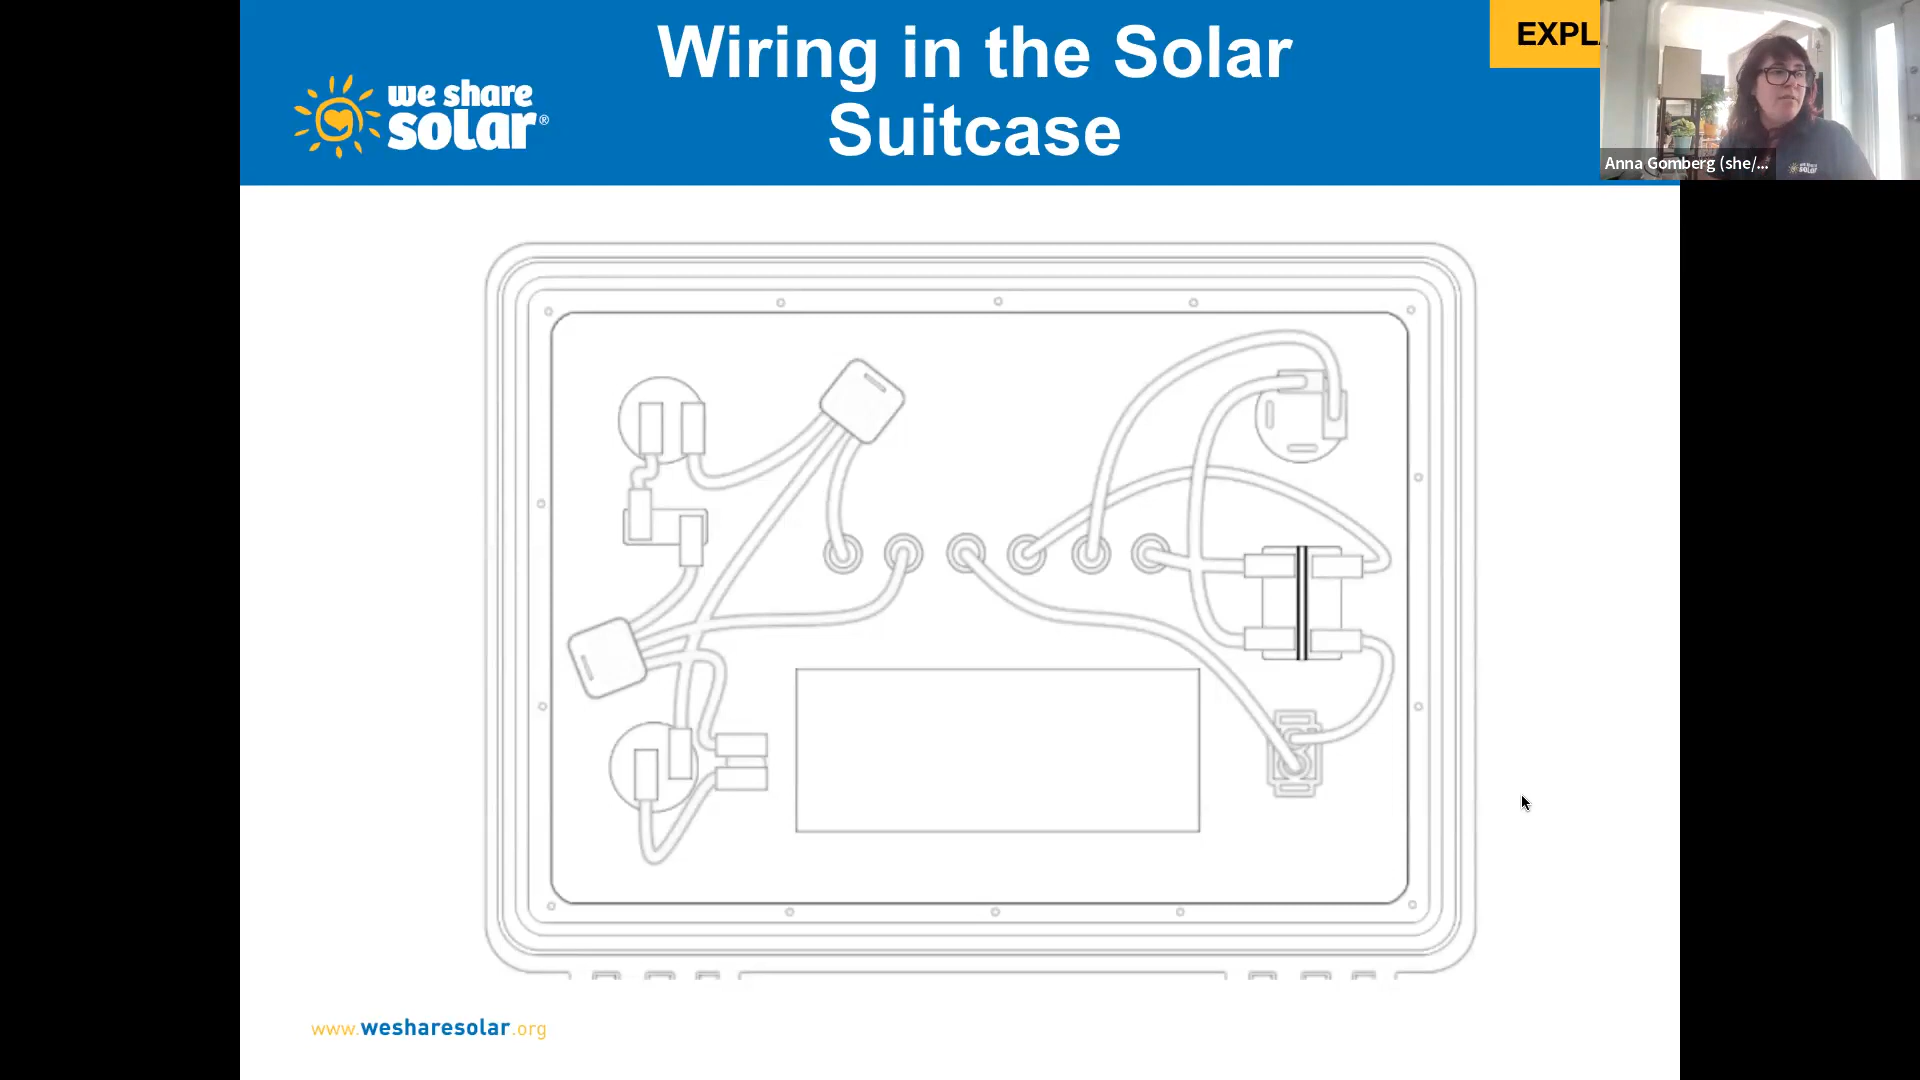 Wiring in the Solar
Suitcase
EXPL
we share
solar®
Anna Gomberg (she/...
www.wesharesolar.org